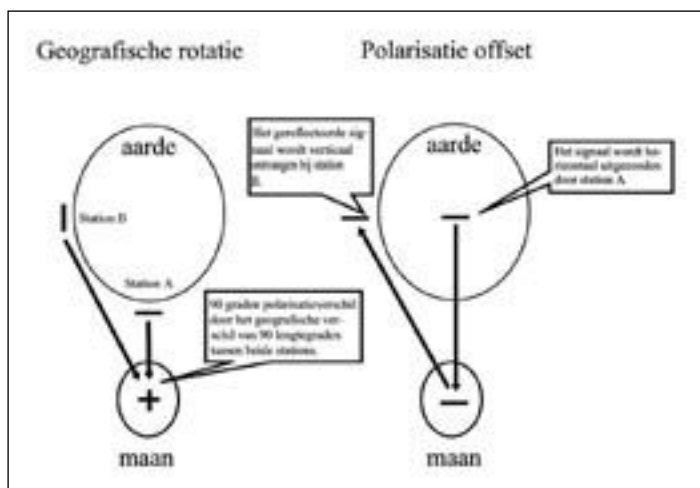 Geografische rotatie
Polarisatie offset
aarde
Station B
Station A
90 graden polarisatieverschil
door het geografische ver-
schil van 90 lengtegraden
tussen beide stations.
+
maan
Het gereflecteerde sig-
naal wordt verticaal
ontvangen bij station
B.
aarde
Het signaal wordt ho-
rizontaal uitgezonden
door station A.
maan